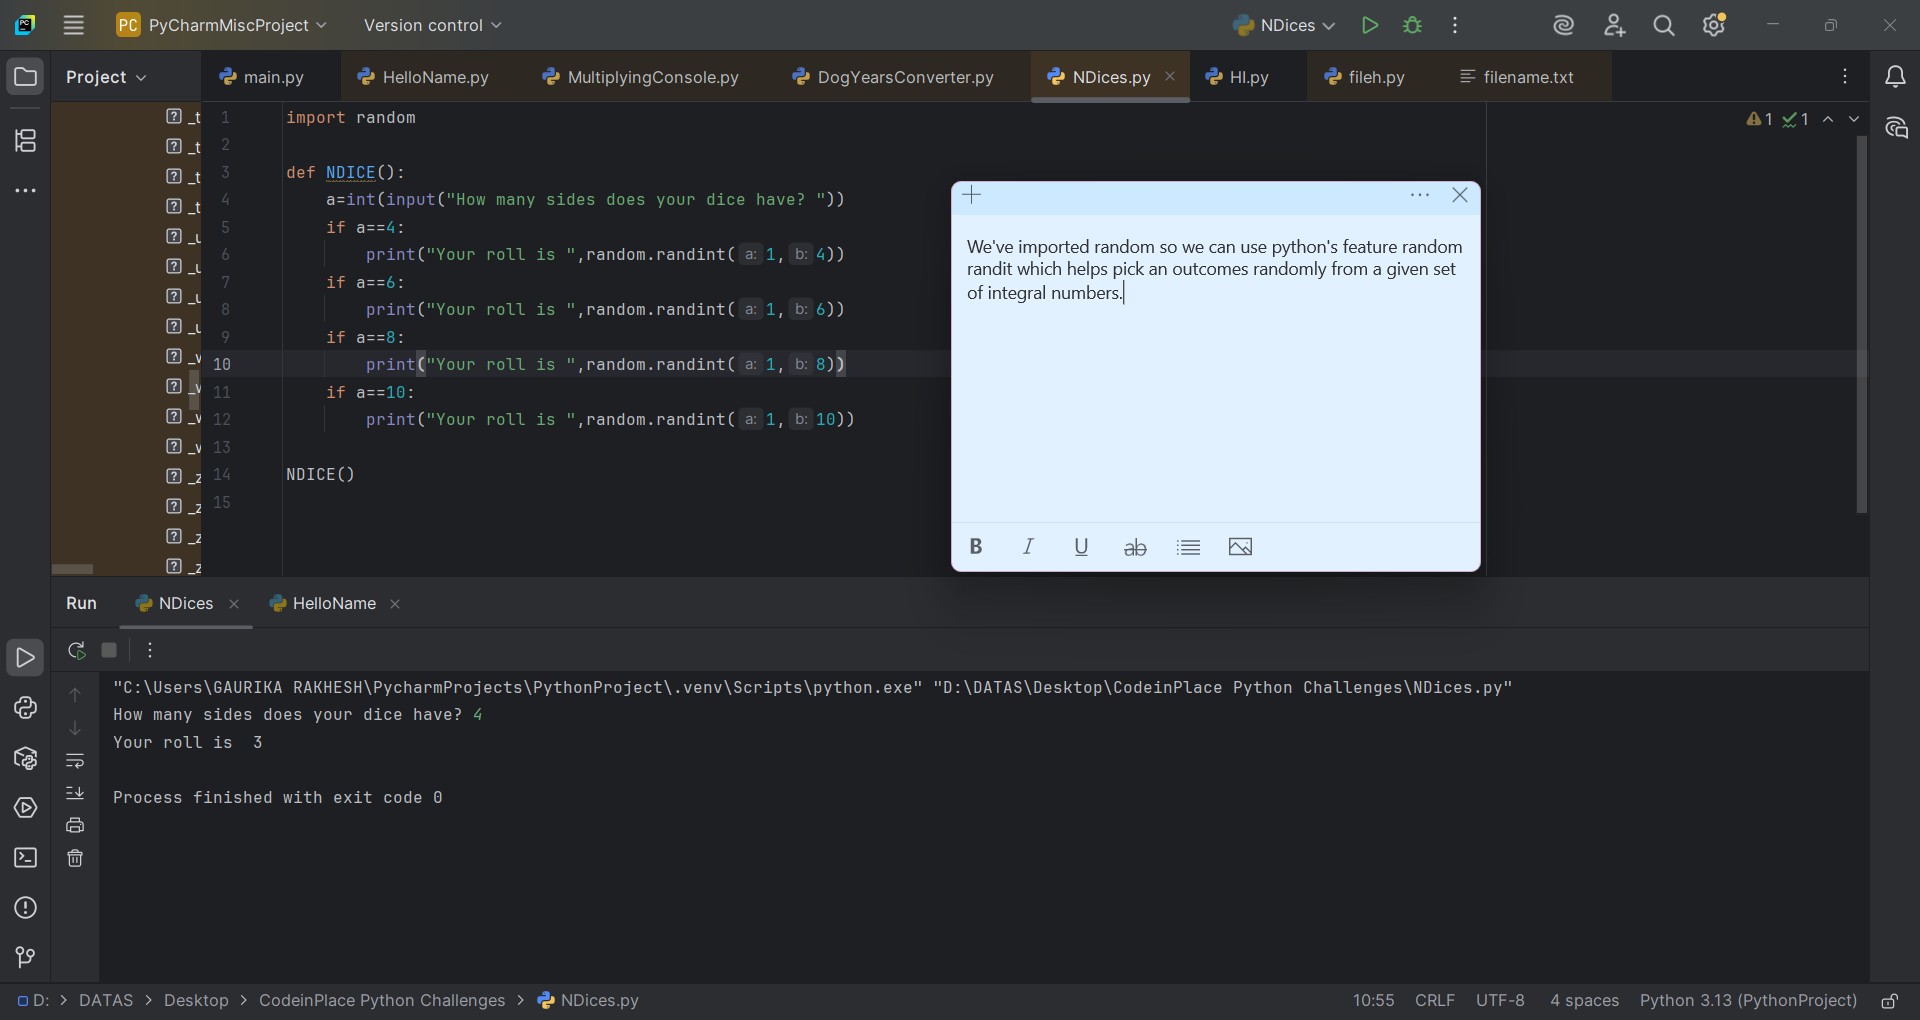 PC PyCharmMiscProject Version control NDices
Project main.py HelloName.py MultiplyingConsole.py DogYearsConverter.py NDices.py HI.py fileh.py filename.txt
1 import random
2
3 def NDICE():
4 a=int(input("How many sides does your dice have? "))
5 if a==4:
6 print("Your roll is ",random.randint( a: 1, b: 4))
7 if a==6:
8 print("Your roll is ",random.randint( a: 1, b: 6))
9 if a==8:
10 print("Your roll is ",random.randint( a: 1, b: 8))
11 if a==10:
12 print("Your roll is ",random.randint( a: 1, b: 10))
13
14 NDICE()
15
1 1
We've imported random so we can use python's feature random
randit which helps pick an outcomes randomly from a given set
of integral numbers.
B I U ab
Run NDices HelloName
"C:\Users\GAURIKA RAKHESH\PycharmProjects\PythonProject\.venv\Scripts\python.exe" "D:\DATAS\Desktop\CodeinPlace Python Challenges\NDices.py"
How many sides does your dice have? 4
Your roll is  3
Process finished with exit code 0
D: > DATAS > Desktop > CodeinPlace Python Challenges > NDices.py 10:55 CRLF UTF-8 4 spaces Python 3.13 (PythonProject)